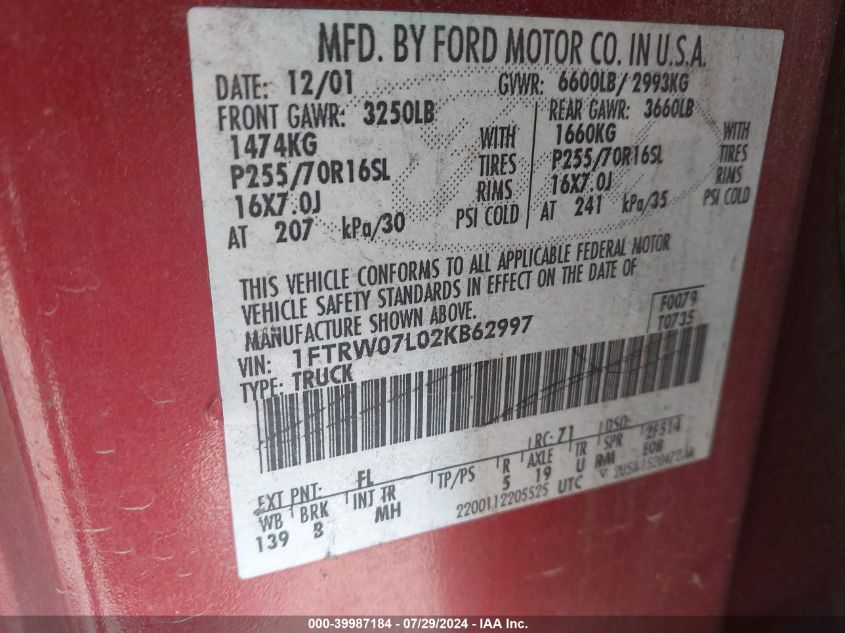 MFD. BY FORD MOTOR CO. IN U.S.A.
DATE: 12/01 GVWR: 6600LB/ 2993KG
FRONT GAWR: 3250LB REAR GAWR: 3660LB
1474KG WITH 1660KG WITH
P255/70R16SL TIRES P255/70R16SL TIRES
16X7.0J RIMS 16X7.0J RIMS
AT 207 kPa/30 PSI COLD AT 241 kPa/35 PSI COLD
THIS VEHICLE CONFORMS TO ALL APPLICABLE FEDERAL MOTOR
VEHICLE SAFETY STANDARDS IN EFFECT ON THE DATE OF
MANUFACTURE SHOWN ABOVE.
F0079
VIN: 1FTRW07L02KB62997 T0735
TYPE: TRUCK
RC: 71 DSO:
EXT PNT: FL TP/PS R AXLE TR SPR 2F514
WB BRK INT TR 5 19 U RM EOB
139 B MH 2200112205525 UTC
000-39987184 - 07/29/2024 - IAA Inc.